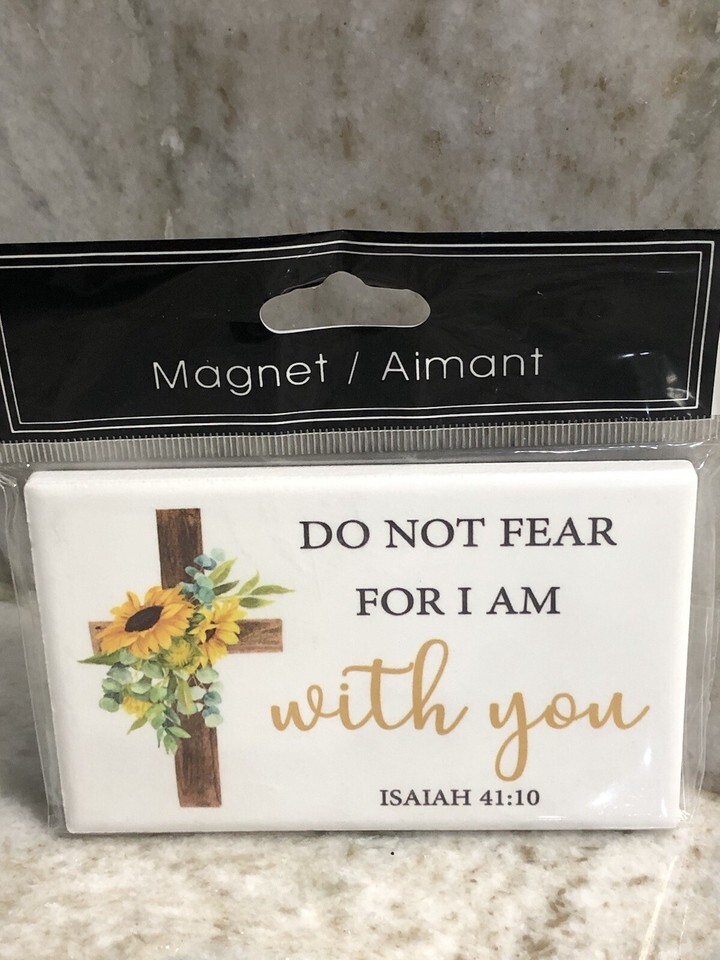 Magnet / Aimant
DO NOT FEAR
FOR I AM
with you
ISAIAH 41:10